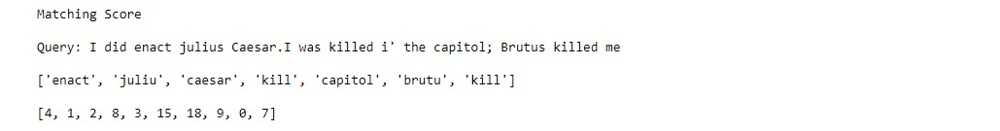 Matching Score
Query: I did enact julius Caesar.I was killed i' the capitol; Brutus killed me
['enact', 'juliu', 'caesar', 'kill', 'capitol', 'brutu', 'kill']
[4, 1, 2, 8, 3, 15, 18, 9, 0, 7]